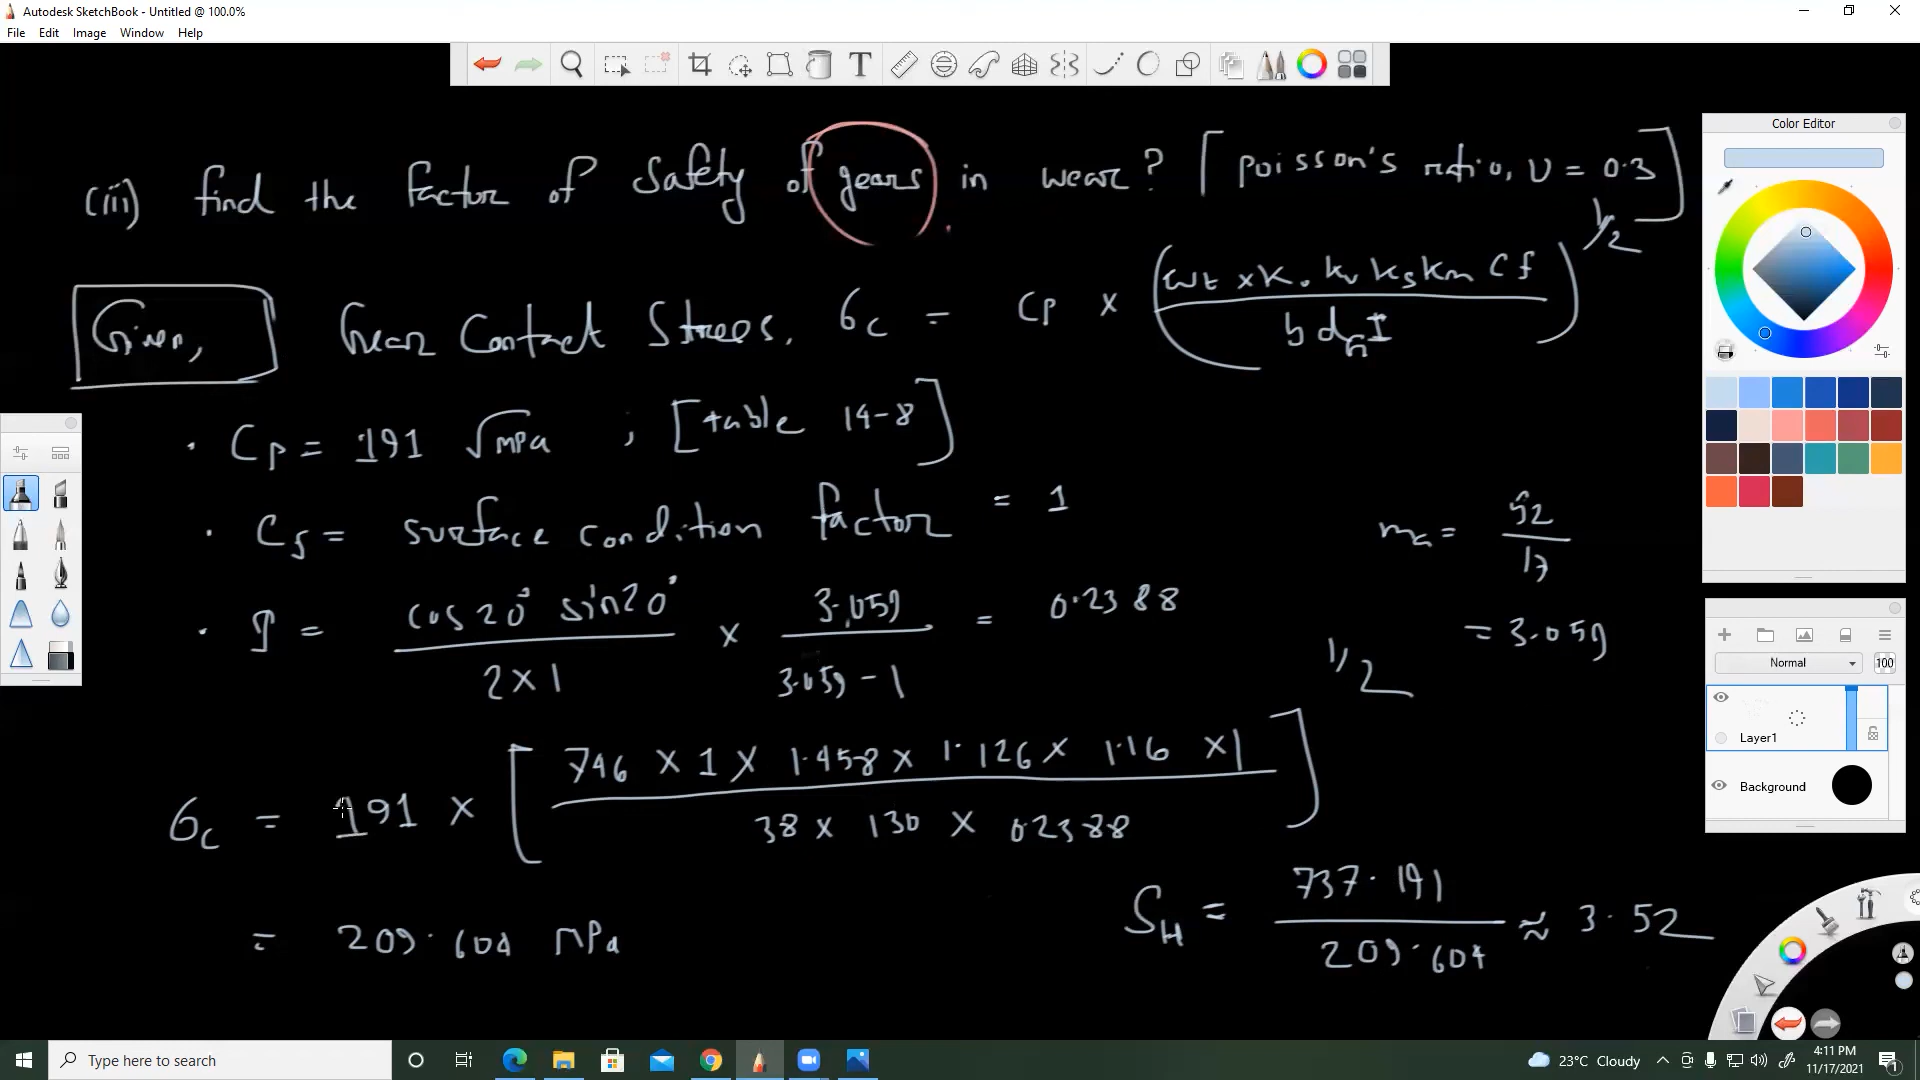 Autodesk SketchBook - Untitled @ 100.0%
File Edit Image Window Help
(iii) find the factor of safety of gears in wear? [poisson's ratio, ν = 0.3]
Given, Gear Contact Stress, σc = Cp × (Wt × Ko Kv Ks Km Cf / b dp I)^1/2
• Cp = 191 √MPa ; [table 14-8]
• Cf = surface condition factor = 1
mG = 52/17
= 3.059
• I = cos20° sin20° / 2×1 × 3.059 / 3.059-1 = 0.2388
σc = 191 × [746 × 1 × 1.458 × 1.126 × 1.16 × 1 / 38 × 130 × 0.2388]^1/2
= 209.604 MPa
SH = 737.191 / 209.604 ≈ 3.52
Color Editor
Normal
100
Layer1
Background
Type here to search
23°C Cloudy
4:11 PM
11/17/2021
1